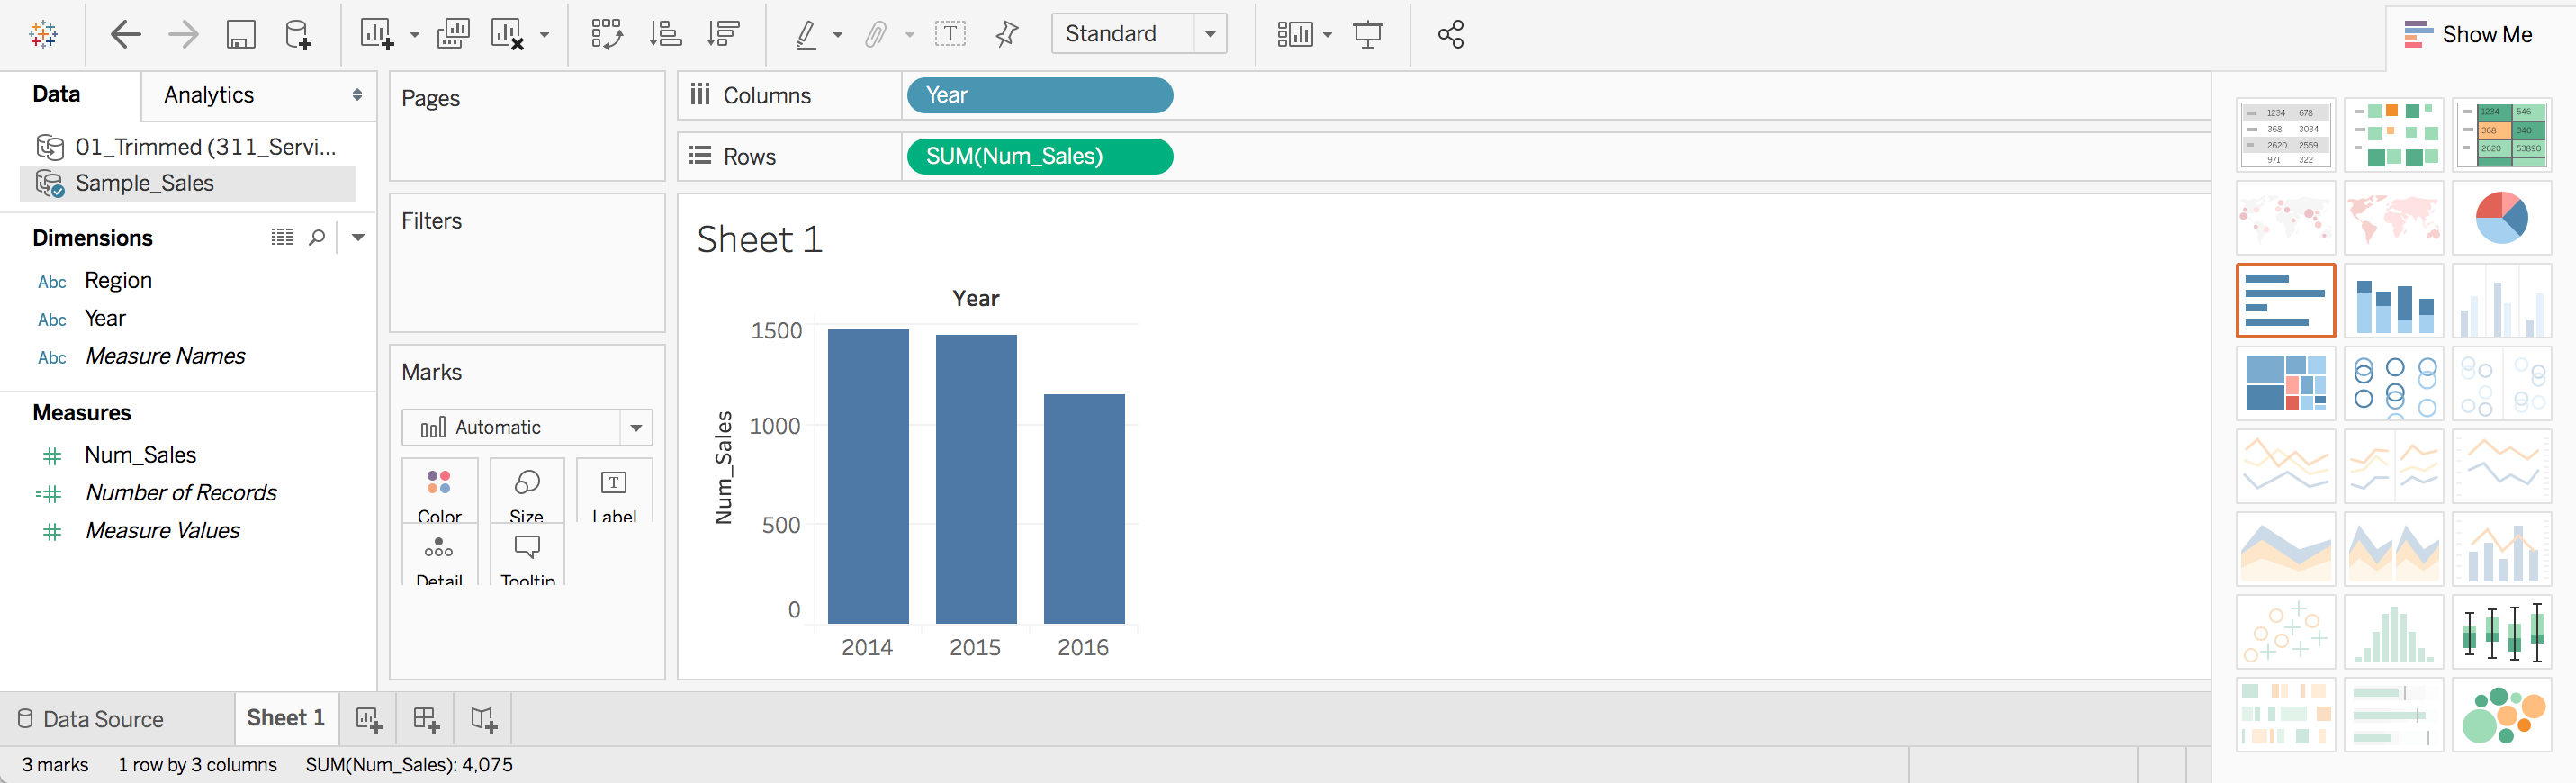 Standard
Show Me
Data
Analytics
01_Trimmed (311_Servi...
Sample_Sales
Dimensions
Abc Region
Abc Year
Abc Measure Names
Measures
Num_Sales
Number of Records
Measure Values
Pages
Filters
Marks
Automatic
Color
Size
T
Label
Detail
Tooltip
Columns
Year
Rows
SUM(Num_Sales)
Sheet 1
Year
Num_Sales
1500
1000
500
0
2014 2015 2016
1234 678
368 3034
2620 2559
971 322
1234 546
368 340
2620 53890
Data Source
Sheet 1
3 marks
1 row by 3 columns
SUM(Num_Sales): 4,075